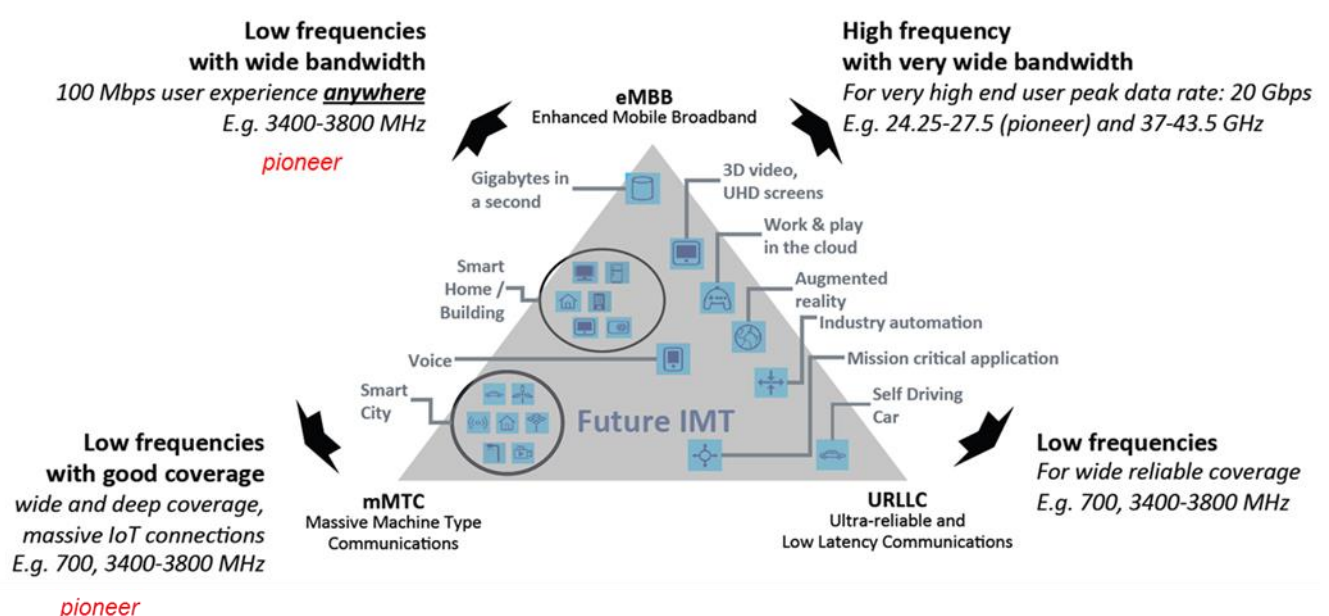 Low frequencies
with wide bandwidth
100 Mbps user experience anywhere
E.g. 3400-3800 MHz
pioneer
High frequency
with very wide bandwidth
For very high end user peak data rate: 20 Gbps
E.g. 24.25-27.5 (pioneer) and 37-43.5 GHz
eMBB
Enhanced Mobile Broadband
Gigabytes in
a second
3D video,
UHD screens
Work & play
in the cloud
Smart
Home /
Building
Augmented
reality
Industry automation
Voice
Mission critical application
Smart
City
Self Driving
Car
Future IMT
Low frequencies
with good coverage
wide and deep coverage,
massive IoT connections
E.g. 700, 3400-3800 MHz
pioneer
mMTC
Massive Machine Type
Communications
URLLC
Ultra-reliable and
Low Latency Communications
Low frequencies
For wide reliable coverage
E.g. 700, 3400-3800 MHz